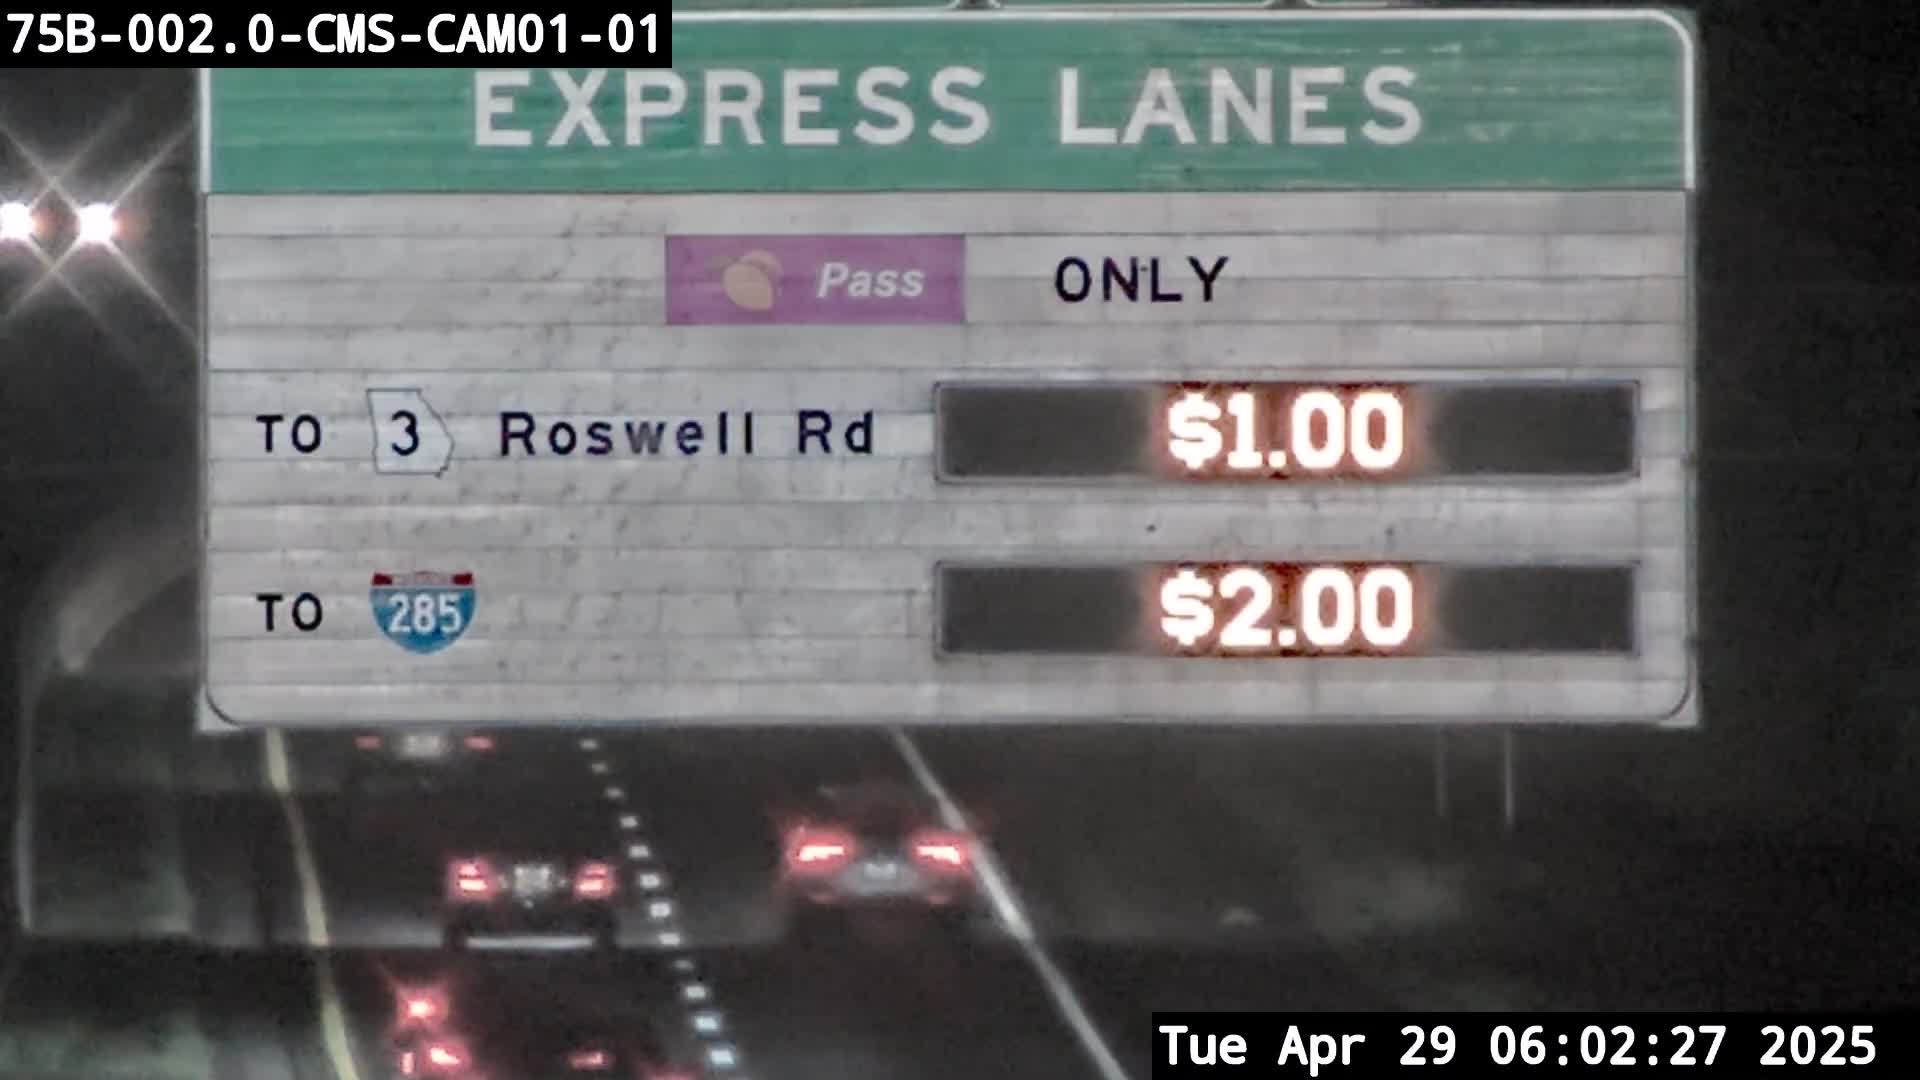 75B-002.0-CMS-CAM01-01
EXPRESS LANES
Pass ONLY
TO 3 Roswell Rd $1.00
TO 285 $2.00
Tue Apr 29 06:02:27 2025